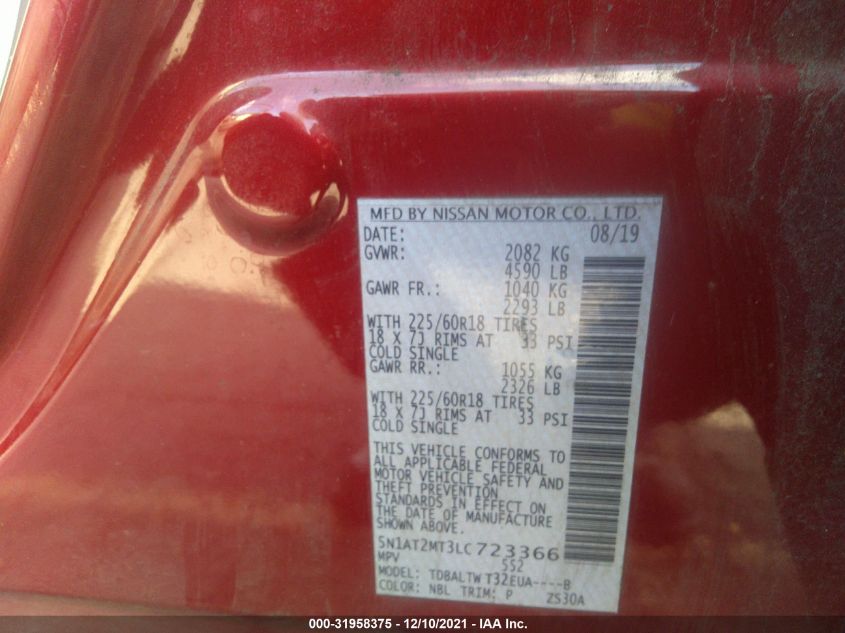 MFD BY NISSAN MOTOR CO., LTD.
DATE: 08/19
GVWR: 2082 KG
4590 LB
GAWR FR.: 1040 KG
2293 LB
WITH 225/60R18 TIRES
18 X 7J RIMS AT 33 PSI
COLD SINGLE
GAWR RR.: 1055 KG
2326 LB
WITH 225/60R18 TIRES
18 X 7J RIMS AT 33 PSI
COLD SINGLE
THIS VEHICLE CONFORMS TO
ALL APPLICABLE FEDERAL
MOTOR VEHICLE SAFETY AND
THEFT PREVENTION
STANDARDS IN EFFECT ON
THE DATE OF MANUFACTURE
SHOWN ABOVE.
5N1AT2MT3LC723366
MPV 552
MODEL: TDBALTW T32EUA----B
COLOR: NBL TRIM: P ZS30A
000-31958375 - 12/10/2021 - IAA Inc.